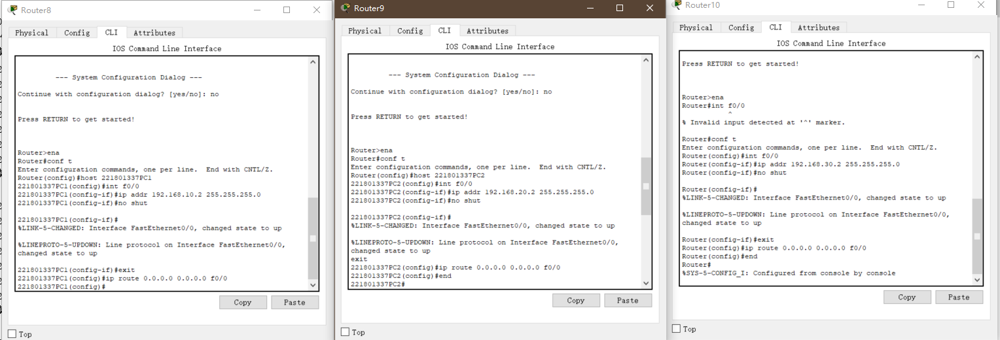 Router8
Physical
Config
CLI
Attributes
IOS Command Line Interface
--- System Configuration Dialog ---
Continue with configuration dialog? [yes/no]: no
Press RETURN to get started!
Router>ena
Router#conf t
Enter configuration commands, one per line.  End with CNTL/Z.
Router(config)#host 221801337PC1
221801337PC1(config)#int f0/0
221801337PC1(config-if)#ip addr 192.168.10.2 255.255.255.0
221801337PC1(config-if)#no shut
221801337PC1(config-if)#
%LINK-5-CHANGED: Interface FastEthernet0/0, changed state to up
%LINEPROTO-5-UPDOWN: Line protocol on Interface FastEthernet0/0,
changed state to up
221801337PC1(config-if)#exit
221801337PC1(config)#ip route 0.0.0.0 0.0.0.0 f0/0
221801337PC1(config)#
Copy
Paste
Top
Router9
Physical
Config
CLI
Attributes
IOS Command Line Interface
--- System Configuration Dialog ---
Continue with configuration dialog? [yes/no]: no
Press RETURN to get started!
Router>ena
Router#conf t
Enter configuration commands, one per line.  End with CNTL/Z.
Router(config)#host 221801337PC2
221801337PC2(config)#int f0/0
221801337PC2(config-if)#ip addr 192.168.20.2 255.255.255.0
221801337PC2(config-if)#no shut
221801337PC2(config-if)#
%LINK-5-CHANGED: Interface FastEthernet0/0, changed state to up
%LINEPROTO-5-UPDOWN: Line protocol on Interface FastEthernet0/0,
changed state to up
exit
221801337PC2(config)#ip route 0.0.0.0 0.0.0.0 f0/0
221801337PC2(config)#end
221801337PC2#
Copy
Paste
Top
Router10
Physical
Config
CLI
Attributes
IOS Command Line Interface
Press RETURN to get started!
Router>ena
Router#int f0/0
^
% Invalid input detected at '^' marker.
Router#conf t
Enter configuration commands, one per line.  End with CNTL/Z.
Router(config)#int f0/0
Router(config-if)#ip addr 192.168.30.2 255.255.255.0
Router(config-if)#no shut
Router(config-if)#
%LINK-5-CHANGED: Interface FastEthernet0/0, changed state to up
%LINEPROTO-5-UPDOWN: Line protocol on Interface FastEthernet0/0,
changed state to up
Router(config-if)#exit
Router(config)#ip route 0.0.0.0 0.0.0.0 f0/0
Router(config)#end
Router#
%SYS-5-CONFIG_I: Configured from console by console
Copy
Paste
Top